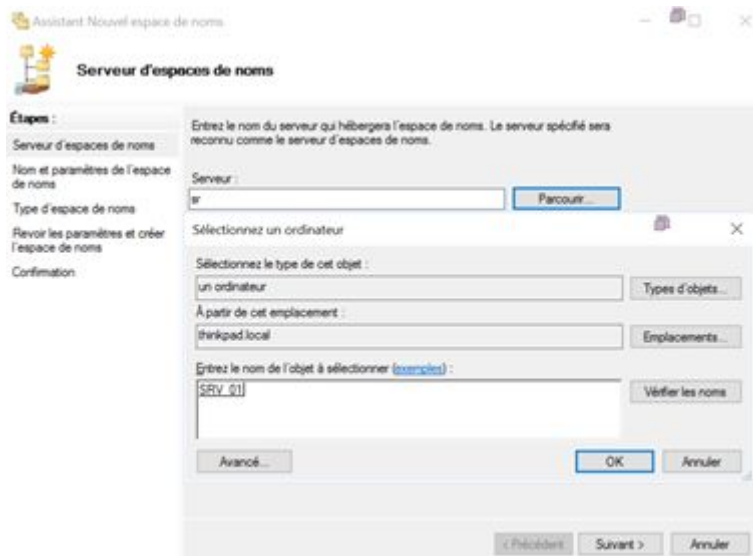 Assistant Nouvel espace de noms
Serveur d'espaces de noms
Étapes :
Serveur d'espaces de noms
Nom et paramètres de l'espace
de noms
Type d'espace de noms
Revoir les paramètres et créer
l'espace de noms
Confirmation
Entrez le nom du serveur qui hébergera l'espace de noms. Le serveur spécifié sera
reconnu comme le serveur d'espaces de noms.
Serveur :
sr
Parcourir...
Sélectionnez un ordinateur
Sélectionnez le type de cet objet :
un ordinateur
Types d'objets...
À partir de cet emplacement :
thinkpad.local
Emplacements...
Entrez le nom de l'objet à sélectionner (exemples) :
SRV_01
Vérifier les noms
Avancé...
OK
Annuler
< Précédent
Suivant >
Annuler